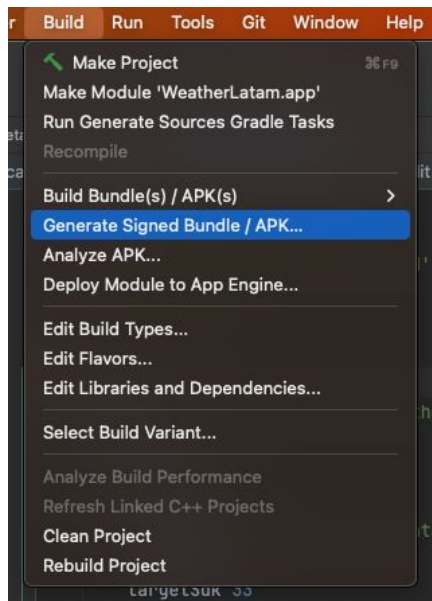 r Build Run Tools Git Window Help
Make Project ⌘F9
Make Module 'WeatherLatam.app'
Run Generate Sources Gradle Tasks
Recompile
Build Bundle(s) / APK(s) >
Generate Signed Bundle / APK...
Analyze APK...
Deploy Module to App Engine...
Edit Build Types...
Edit Flavors...
Edit Libraries and Dependencies...
Select Build Variant...
Analyze Build Performance
Refresh Linked C++ Projects
Clean Project
Rebuild Project
targetSdk 33